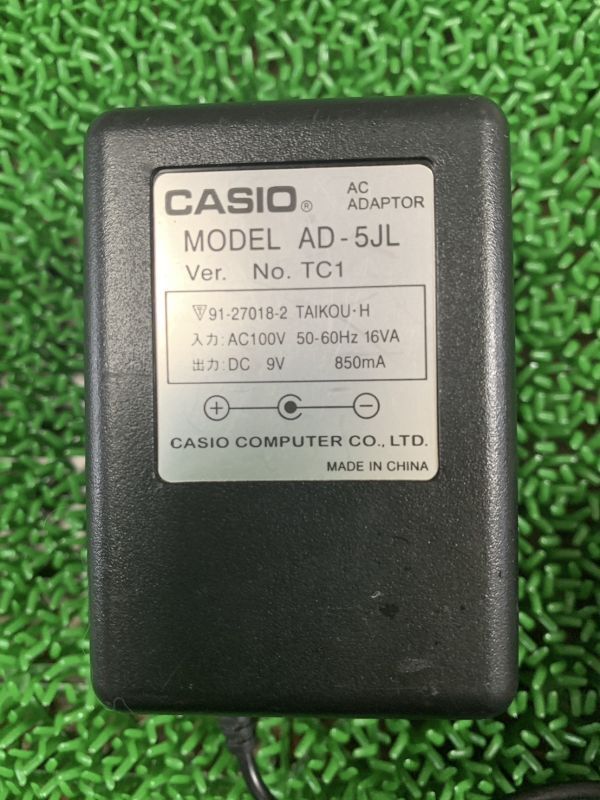 CASIO® AC ADAPTOR
MODEL AD-5JL
Ver. No. TC1
91-27018-2 TAIKOU・H
入力:AC100V 50-60Hz 16VA
出力:DC 9V 850mA
+ −
CASIO COMPUTER CO., LTD.
MADE IN CHINA